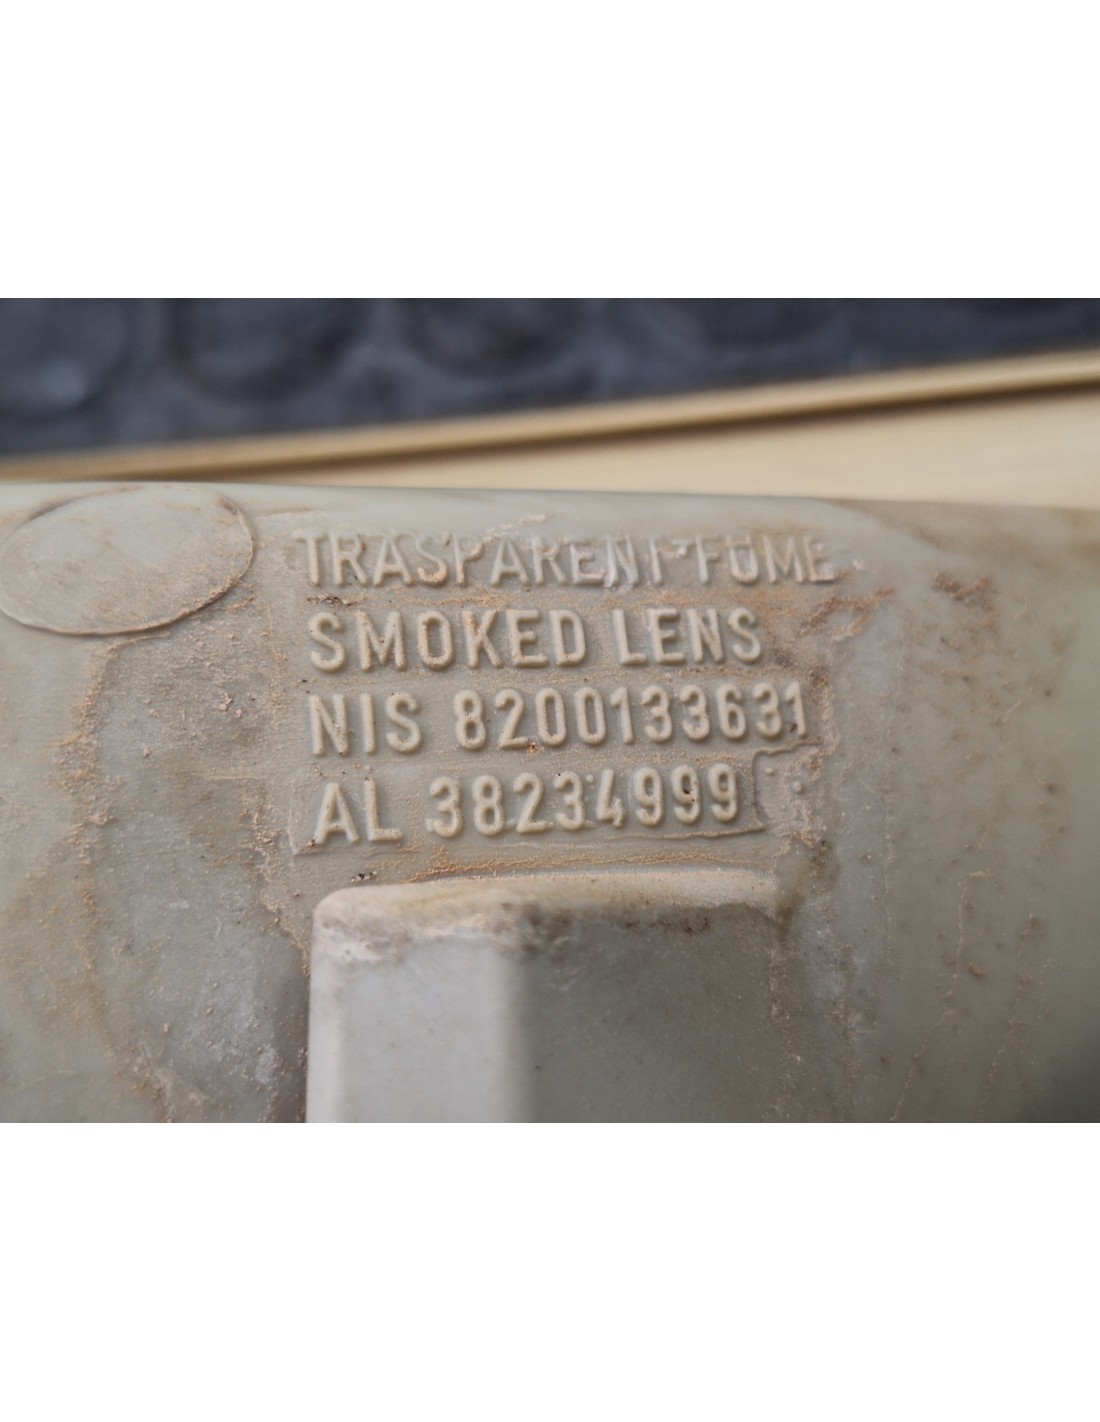 TRASPARENT FUME
SMOKED LENS
NIS 8200133631
AL 38234999